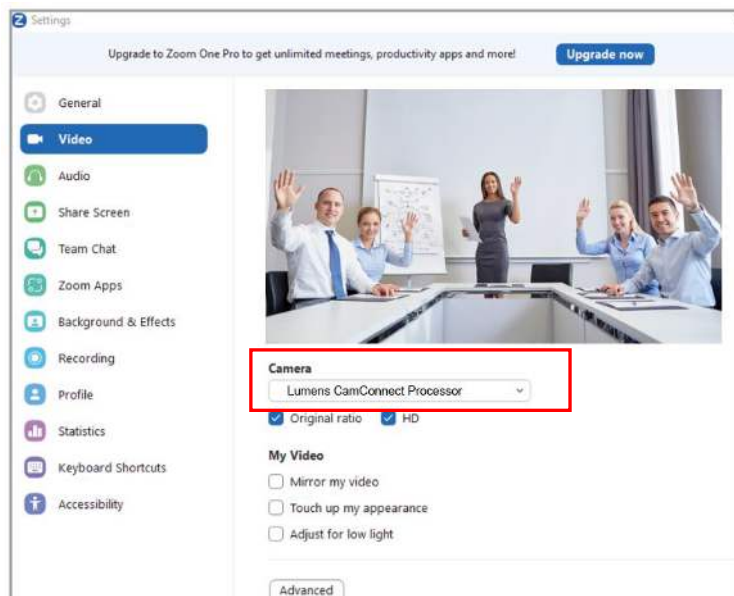 Settings
Upgrade to Zoom One Pro to get unlimited meetings, productivity apps and more!
Upgrade now
General
Video
Audio
Share Screen
Team Chat
Zoom Apps
Background & Effects
Recording
Profile
Statistics
Keyboard Shortcuts
Accessibility
Camera
Lumens CamConnect Processor
Original ratio
HD
My Video
Mirror my video
Touch up my appearance
Adjust for low light
Advanced